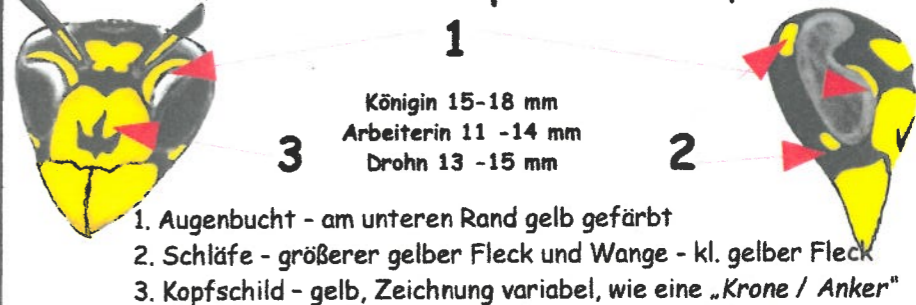 1
Königin 15-18 mm
Arbeiterin 11 -14 mm
Drohn 13 -15 mm
3
2
1. Augenbucht - am unteren Rand gelb gefärbt
2. Schläfe - größerer gelber Fleck und Wange - kl. gelber Fleck
3. Kopfschild - gelb, Zeichnung variabel, wie eine „Krone / Anker"